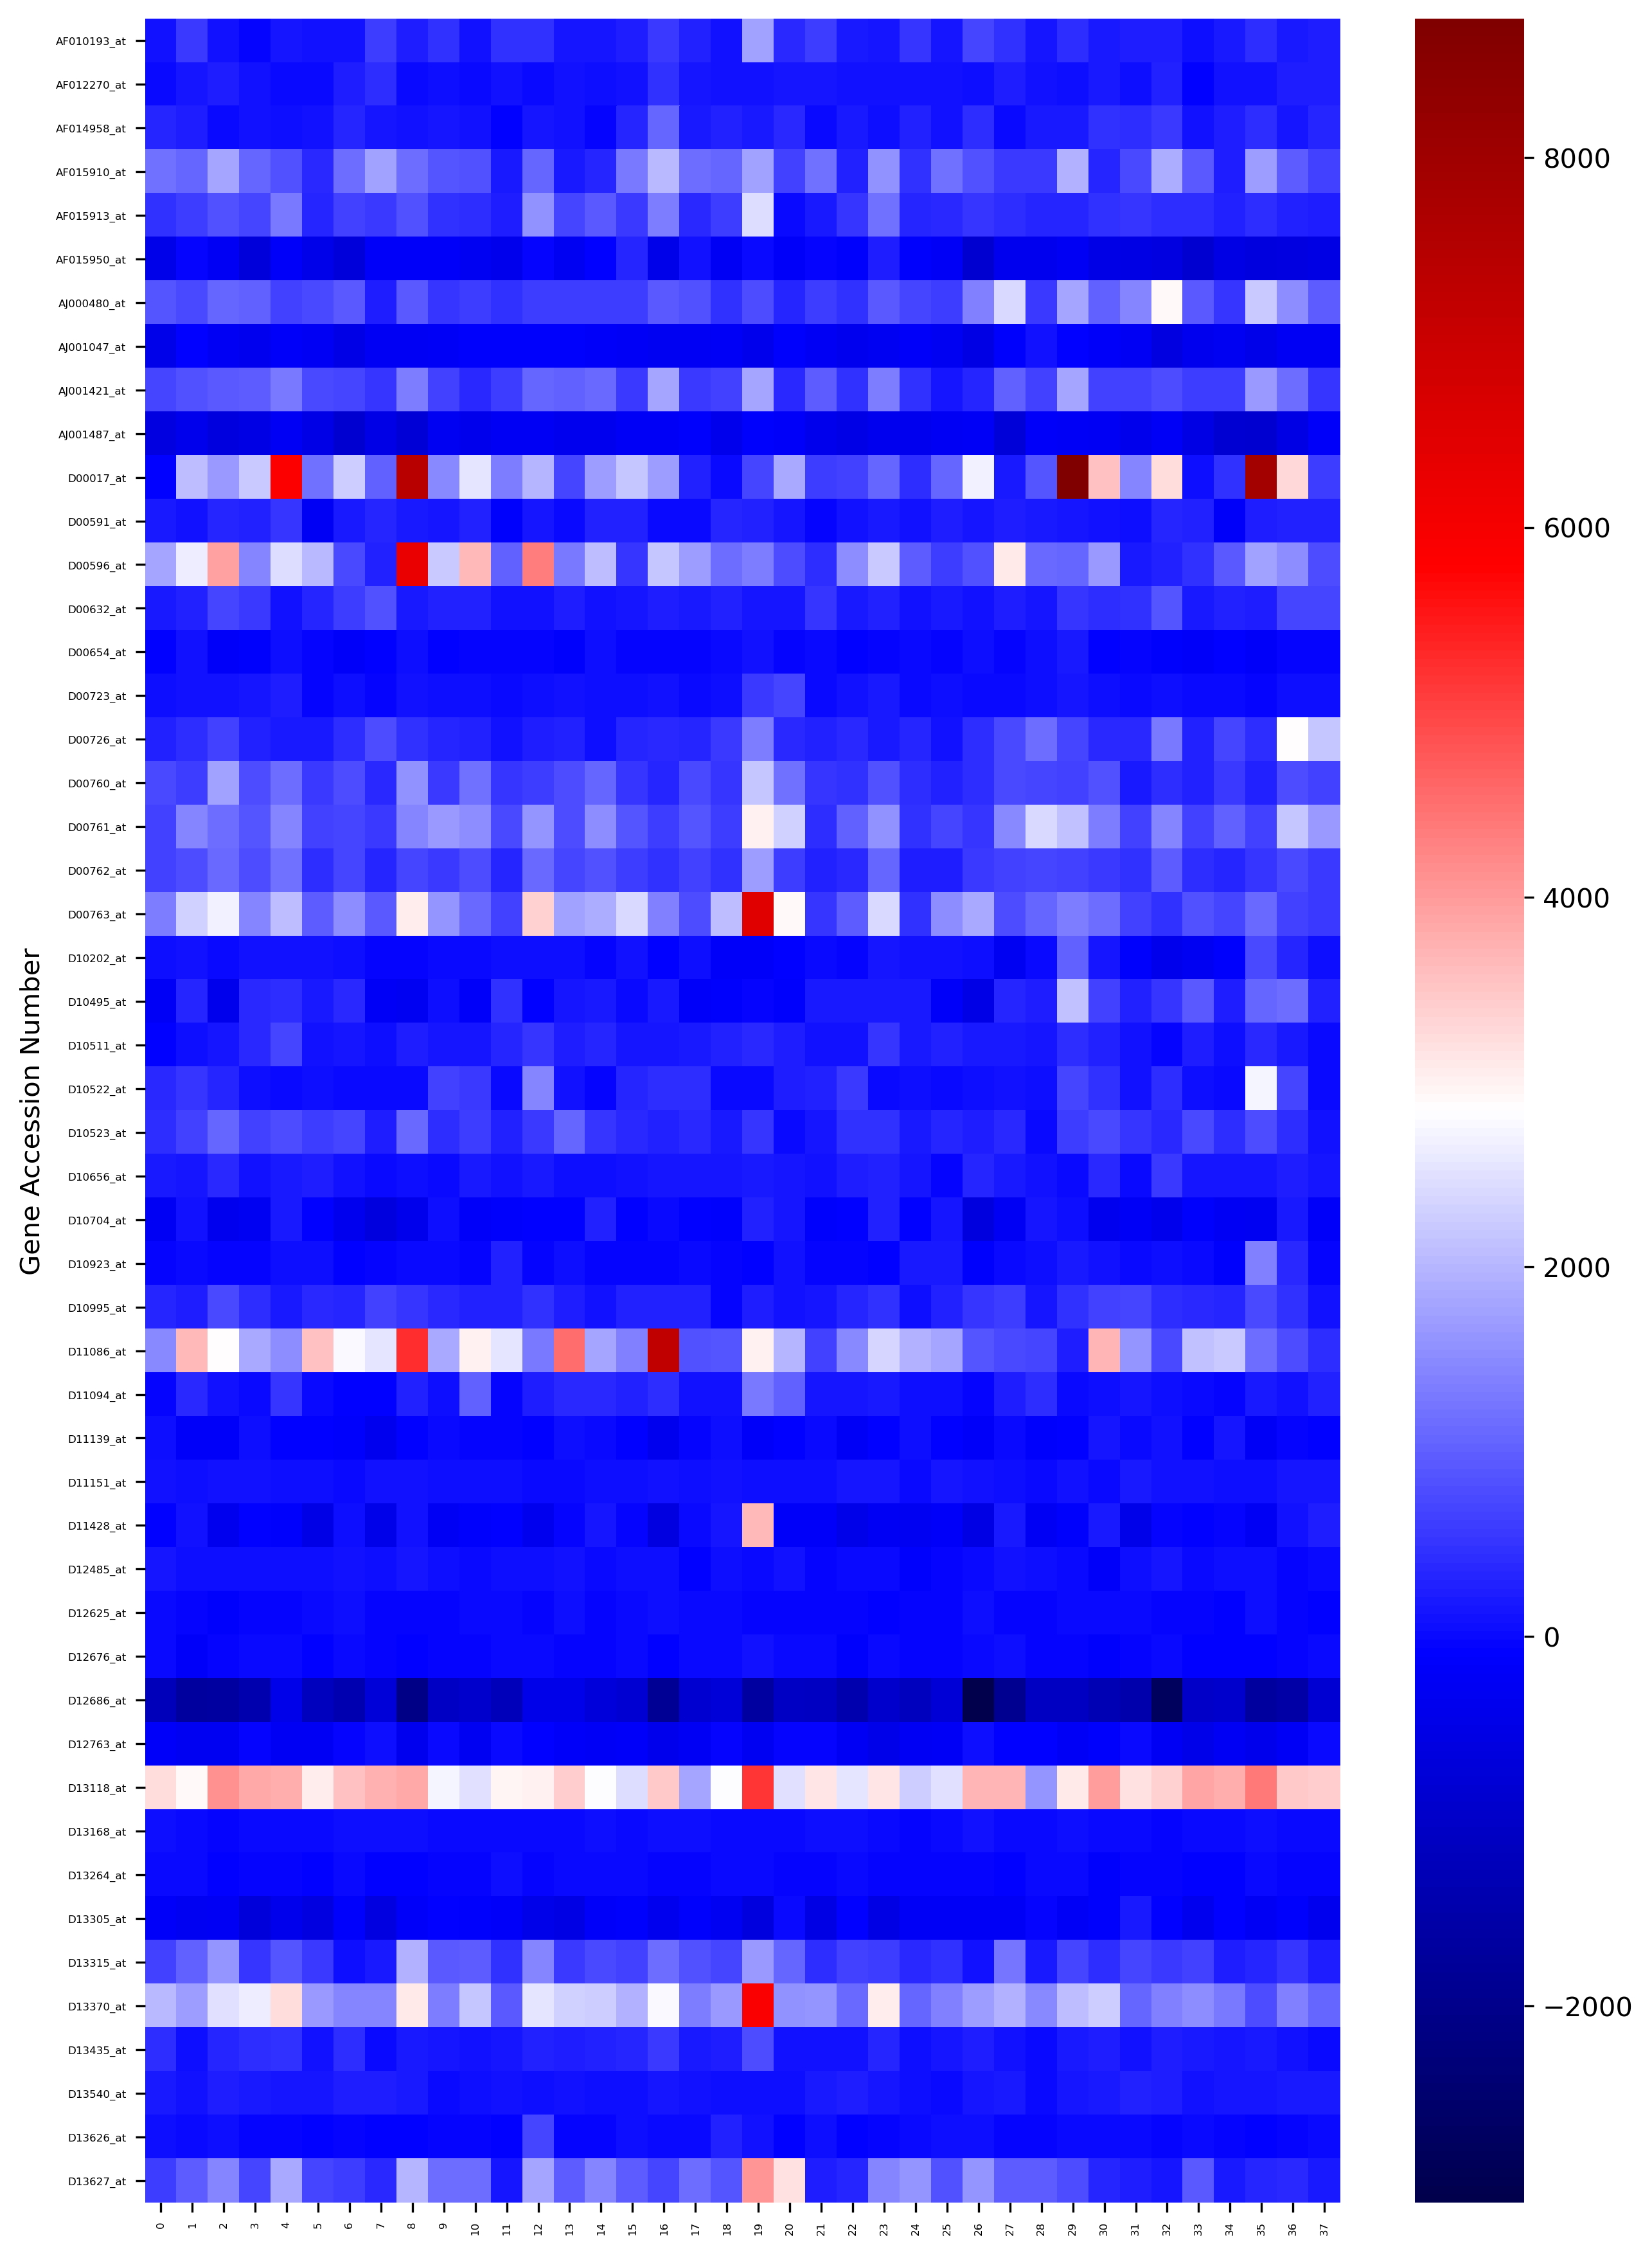 Gene Accession Number
AF010193_at
AF012270_at
AF014958_at
AF015910_at
AF015913_at
AF015950_at
AJ000480_at
AJ001047_at
AJ001421_at
AJ001487_at
D00017_at
D00591_at
D00596_at
D00632_at
D00654_at
D00723_at
D00726_at
D00760_at
D00761_at
D00762_at
D00763_at
D10202_at
D10495_at
D10511_at
D10522_at
D10523_at
D10656_at
D10704_at
D10923_at
D10995_at
D11086_at
D11094_at
D11139_at
D11151_at
D11428_at
D12485_at
D12625_at
D12676_at
D12686_at
D12763_at
D13118_at
D13168_at
D13264_at
D13305_at
D13315_at
D13370_at
D13435_at
D13540_at
D13626_at
D13627_at
0 1 2 3 4 5 6 7 8 9 10 11 12 13 14 15 16 17 18 19 20 21 22 23 24 25 26 27 28 29 30 31 32 33 34 35 36 37
8000
6000
4000
2000
0
−2000